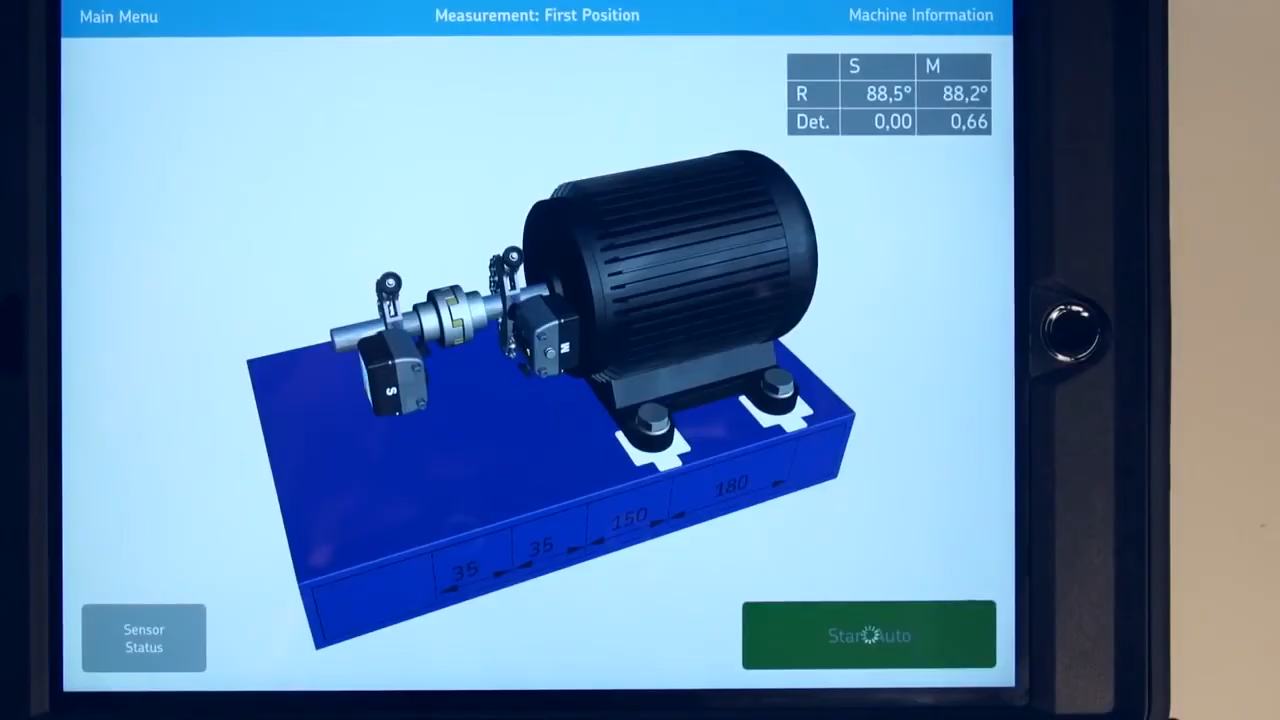 Main Menu
Measurement: First Position
Machine Information
S M
R 88,5° 88,2°
Det. 0,00 0,66
M
S
35
35
150
180
Sensor
Status
Start Auto